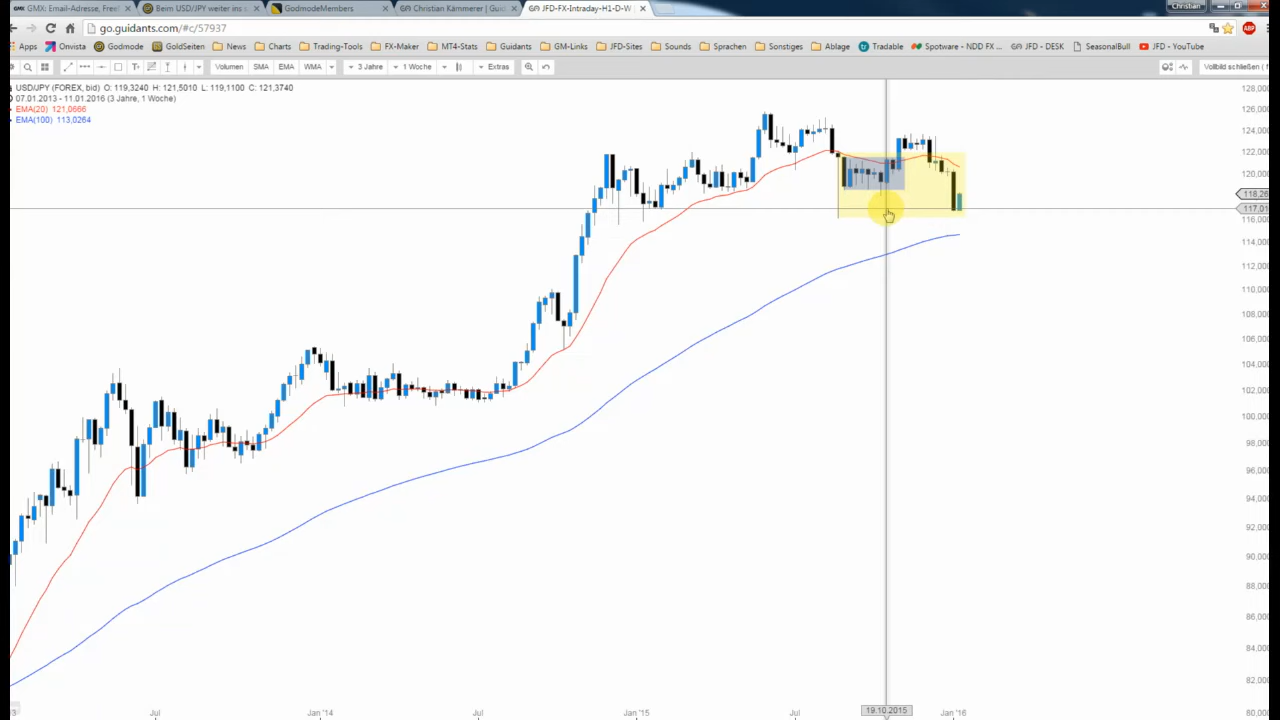 GMX: Email-Adresse, FreeM
Beim USD/JPY weiter ins s
GodmodeMembers
Christian Kämmerer | Guid
JFD-FX-Intraday-H1-D-W
Christian
go.guidants.com/#c/57937
Apps Onvista Godmode GoldSeiten News Charts Trading-Tools FX-Maker MT4-Stats Guidants GM-Links JFD-Sites Sounds Sprachen Sonstiges Ablage Tradable Spotware - NDD FX ... JFD - DESK SeasonalBull JFD - YouTube
Volumen SMA EMA WMA 3 Jahre 1 Woche Extras Vollbild schließen (
USD/JPY (FOREX, bid) O: 119,3240 H: 121,5010 L: 119,1100 C: 121,3740
07.01.2013 - 11.01.2016 (3 Jahre, 1 Woche)
EMA(20) 121,0666
EMA(100) 113,0264
128,000
126,000
124,000
122,000
120,000
118,26
117,01
116,000
114,000
112,000
110,000
108,000
106,000
104,000
102,000
100,000
98,000
96,000
94,000
92,000
90,000
88,000
86,000
84,000
82,000
80,000
3 Jul Jan '14 Jul Jan '15 Jul 19.10.2015 Jan '16